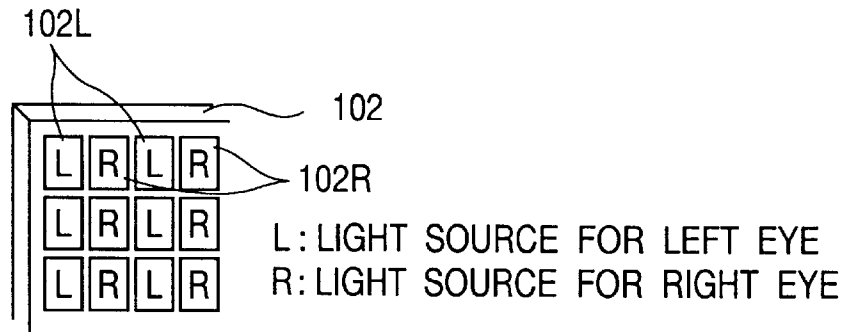 102L
102
L R L R
102R
L R L R
L : LIGHT SOURCE FOR LEFT EYE
L R L R
R : LIGHT SOURCE FOR RIGHT EYE